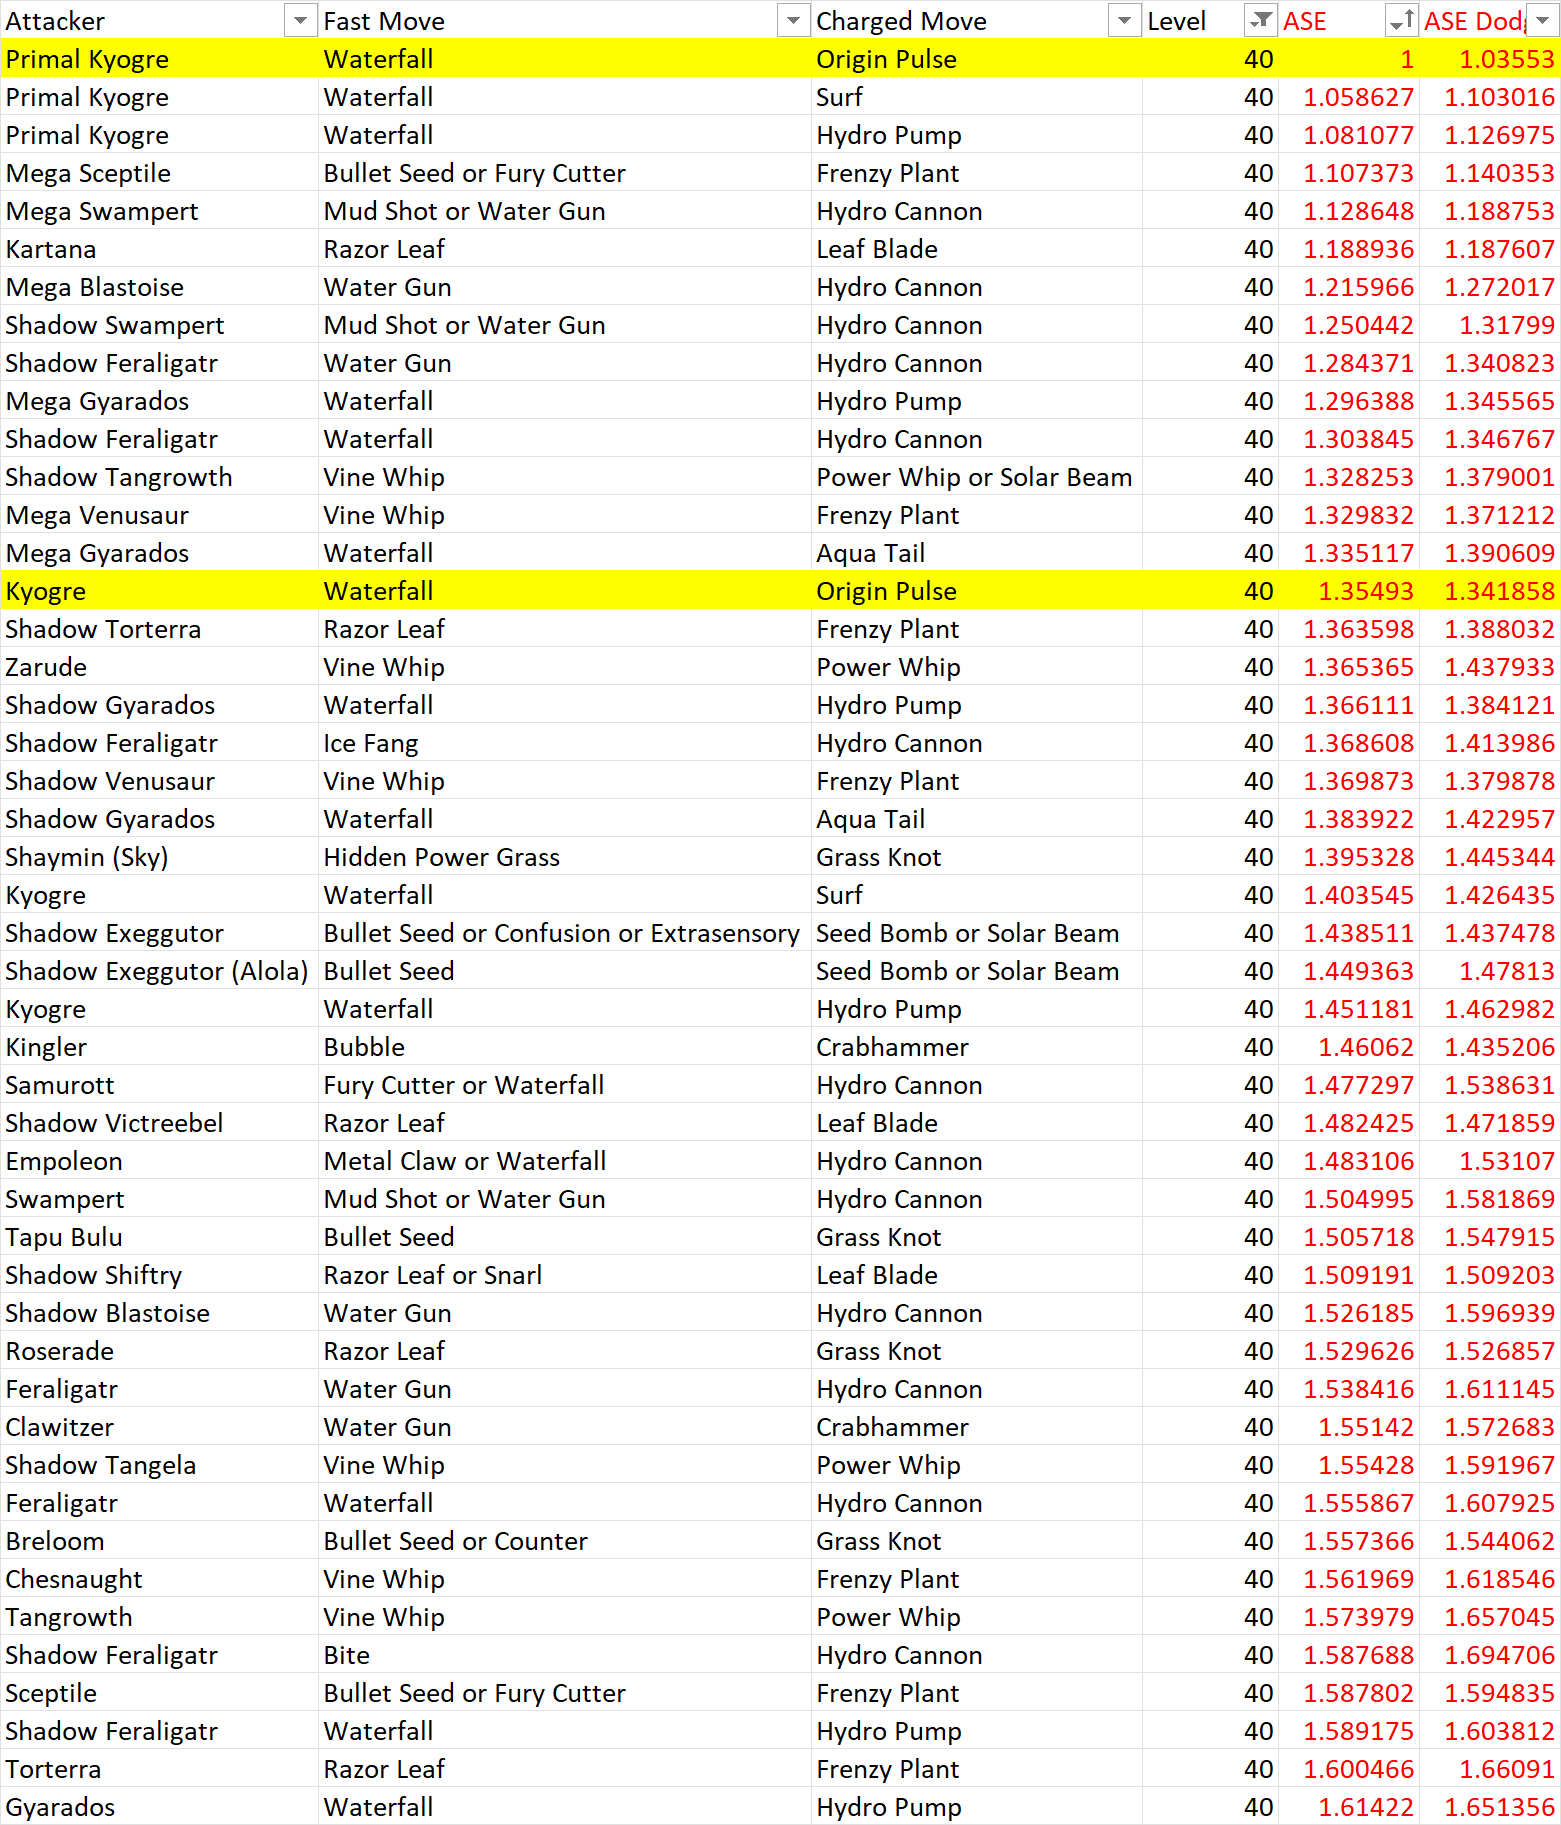 Attacker Fast Move Charged Move Level ASE ASE Dodg
Primal Kyogre Waterfall Origin Pulse 40 1 1.03553
Primal Kyogre Waterfall Surf 40 1.058627 1.103016
Primal Kyogre Waterfall Hydro Pump 40 1.081077 1.126975
Mega Sceptile Bullet Seed or Fury Cutter Frenzy Plant 40 1.107373 1.140353
Mega Swampert Mud Shot or Water Gun Hydro Cannon 40 1.128648 1.188753
Kartana Razor Leaf Leaf Blade 40 1.188936 1.187607
Mega Blastoise Water Gun Hydro Cannon 40 1.215966 1.272017
Shadow Swampert Mud Shot or Water Gun Hydro Cannon 40 1.250442 1.31799
Shadow Feraligatr Water Gun Hydro Cannon 40 1.284371 1.340823
Mega Gyarados Waterfall Hydro Pump 40 1.296388 1.345565
Shadow Feraligatr Waterfall Hydro Cannon 40 1.303845 1.346767
Shadow Tangrowth Vine Whip Power Whip or Solar Beam 40 1.328253 1.379001
Mega Venusaur Vine Whip Frenzy Plant 40 1.329832 1.371212
Mega Gyarados Waterfall Aqua Tail 40 1.335117 1.390609
Kyogre Waterfall Origin Pulse 40 1.35493 1.341858
Shadow Torterra Razor Leaf Frenzy Plant 40 1.363598 1.388032
Zarude Vine Whip Power Whip 40 1.365365 1.437933
Shadow Gyarados Waterfall Hydro Pump 40 1.366111 1.384121
Shadow Feraligatr Ice Fang Hydro Cannon 40 1.368608 1.413986
Shadow Venusaur Vine Whip Frenzy Plant 40 1.369873 1.379878
Shadow Gyarados Waterfall Aqua Tail 40 1.383922 1.422957
Shaymin (Sky) Hidden Power Grass Grass Knot 40 1.395328 1.445344
Kyogre Waterfall Surf 40 1.403545 1.426435
Shadow Exeggutor Bullet Seed or Confusion or Extrasensory Seed Bomb or Solar Beam 40 1.438511 1.437478
Shadow Exeggutor (Alola) Bullet Seed Seed Bomb or Solar Beam 40 1.449363 1.47813
Kyogre Waterfall Hydro Pump 40 1.451181 1.462982
Kingler Bubble Crabhammer 40 1.46062 1.435206
Samurott Fury Cutter or Waterfall Hydro Cannon 40 1.477297 1.538631
Shadow Victreebel Razor Leaf Leaf Blade 40 1.482425 1.471859
Empoleon Metal Claw or Waterfall Hydro Cannon 40 1.483106 1.53107
Swampert Mud Shot or Water Gun Hydro Cannon 40 1.504995 1.581869
Tapu Bulu Bullet Seed Grass Knot 40 1.505718 1.547915
Shadow Shiftry Razor Leaf or Snarl Leaf Blade 40 1.509191 1.509203
Shadow Blastoise Water Gun Hydro Cannon 40 1.526185 1.596939
Roserade Razor Leaf Grass Knot 40 1.529626 1.526857
Feraligatr Water Gun Hydro Cannon 40 1.538416 1.611145
Clawitzer Water Gun Crabhammer 40 1.55142 1.572683
Shadow Tangela Vine Whip Power Whip 40 1.55428 1.591967
Feraligatr Waterfall Hydro Cannon 40 1.555867 1.607925
Breloom Bullet Seed or Counter Grass Knot 40 1.557366 1.544062
Chesnaught Vine Whip Frenzy Plant 40 1.561969 1.618546
Tangrowth Vine Whip Power Whip 40 1.573979 1.657045
Shadow Feraligatr Bite Hydro Cannon 40 1.587688 1.694706
Sceptile Bullet Seed or Fury Cutter Frenzy Plant 40 1.587802 1.594835
Shadow Feraligatr Waterfall Hydro Pump 40 1.589175 1.603812
Torterra Razor Leaf Frenzy Plant 40 1.600466 1.66091
Gyarados Waterfall Hydro Pump 40 1.61422 1.651356